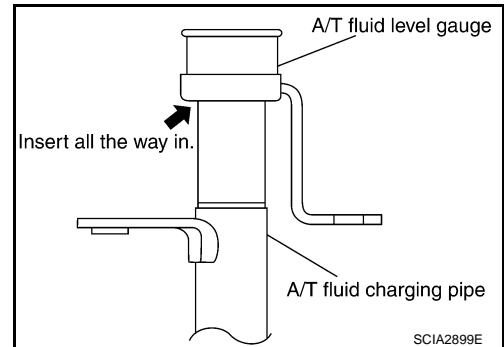 A/T fluid level gauge
Insert all the way in.
A/T fluid charging pipe
SCIA2899E